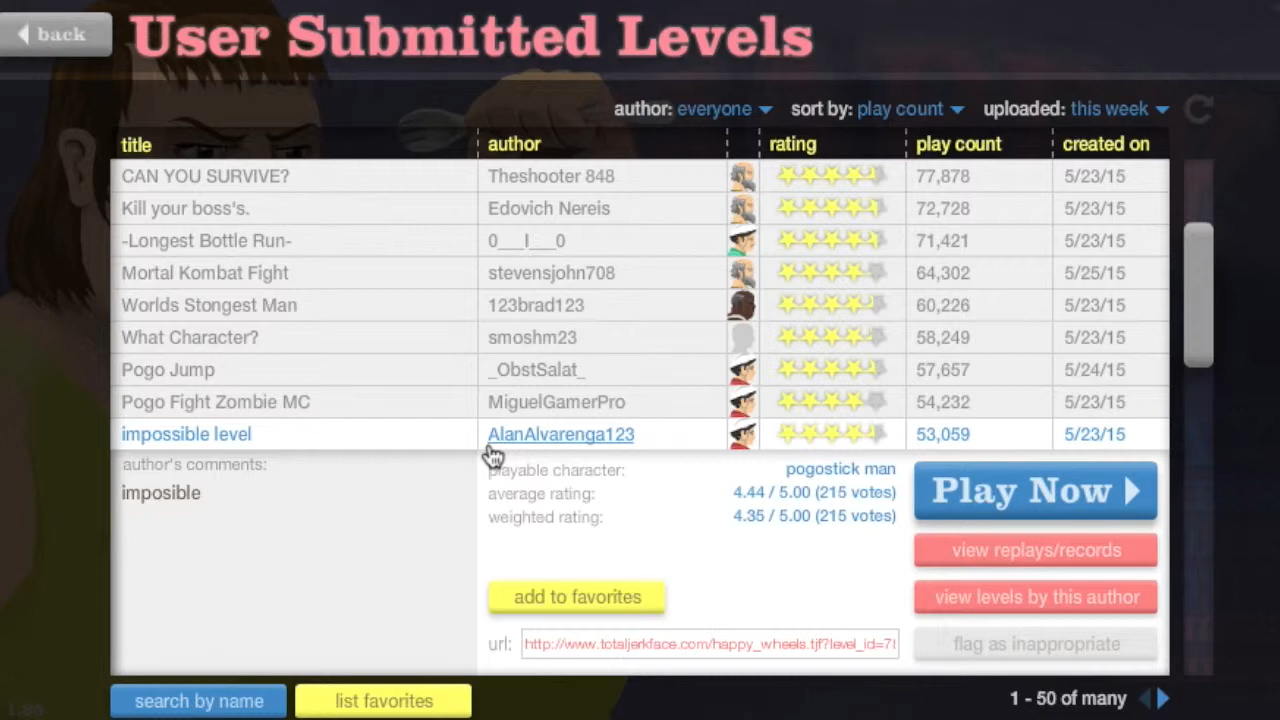 back
User Submitted Levels
author: everyone sort by: play count uploaded: this week
title author rating play count created on
CAN YOU SURVIVE? Theshooter 848 77,878 5/23/15
Kill your boss's. Edovich Nereis 72,728 5/23/15
-Longest Bottle Run- 0___I___0 71,421 5/23/15
Mortal Kombat Fight stevensjohn708 64,302 5/25/15
Worlds Stongest Man 123brad123 60,226 5/23/15
What Character? smoshm23 58,249 5/23/15
Pogo Jump _ObstSalat_ 57,657 5/24/15
Pogo Fight Zombie MC MiguelGamerPro 54,232 5/23/15
impossible level AlanAlvarenga123 53,059 5/23/15
author's comments:
imposible
playable character: pogostick man
average rating: 4.44 / 5.00 (215 votes)
weighted rating: 4.35 / 5.00 (215 votes)
Play Now
view replays/records
add to favorites
view levels by this author
url: http://www.totaljerkface.com/happy_wheels.tjf?level_id=7
flag as inappropriate
search by name list favorites
1 - 50 of many